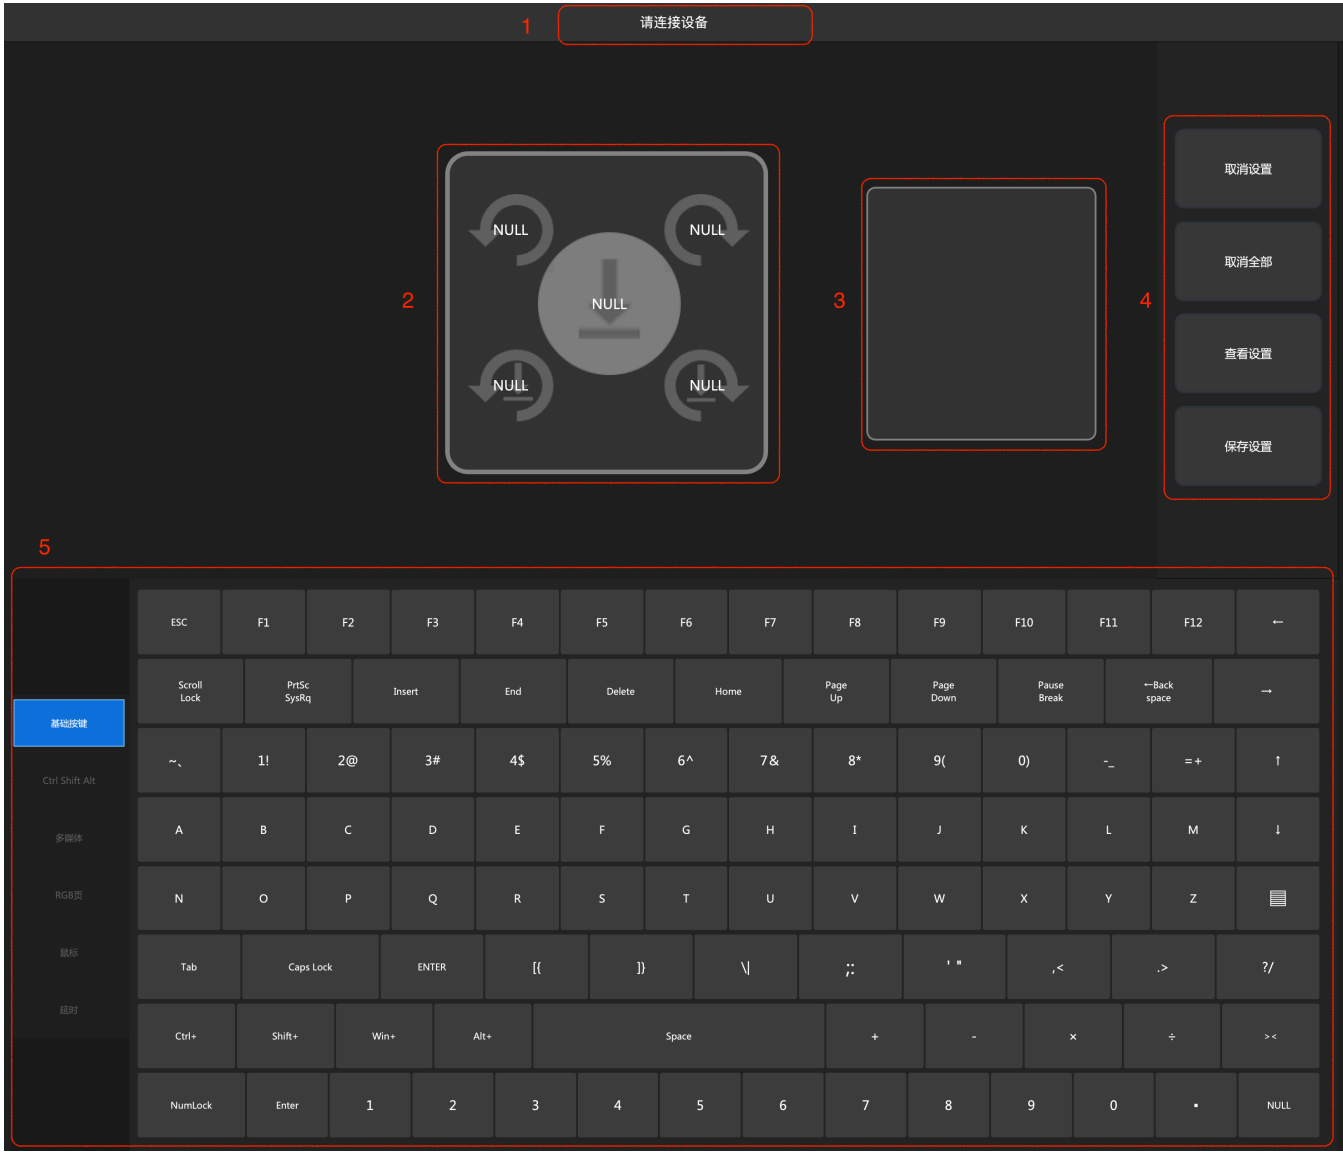 1
请连接设备
2
NULL
NULL
NULL
NULL
NULL
3
4
取消设置
取消全部
查看设置
保存设置
5
基础按键
Ctrl Shift Alt
多媒体
RGB页
鼠标
延时
ESC F1 F2 F3 F4 F5 F6 F7 F8 F9 F10 F11 F12 ←
Scroll Lock PrtSc SysRq Insert End Delete Home Page Up Page Down Pause Break ←Back space →
~、 1! 2@ 3# 4$ 5% 6^ 7& 8* 9( 0) -_ =+ ↑
A B C D E F G H I J K L M ↓
N O P Q R S T U V W X Y Z
Tab Caps Lock ENTER [{ ]} \| ;: ' " ,< .> ?/
Ctrl+ Shift+ Win+ Alt+ Space + - × ÷ ><
NumLock Enter 1 2 3 4 5 6 7 8 9 0 . NULL